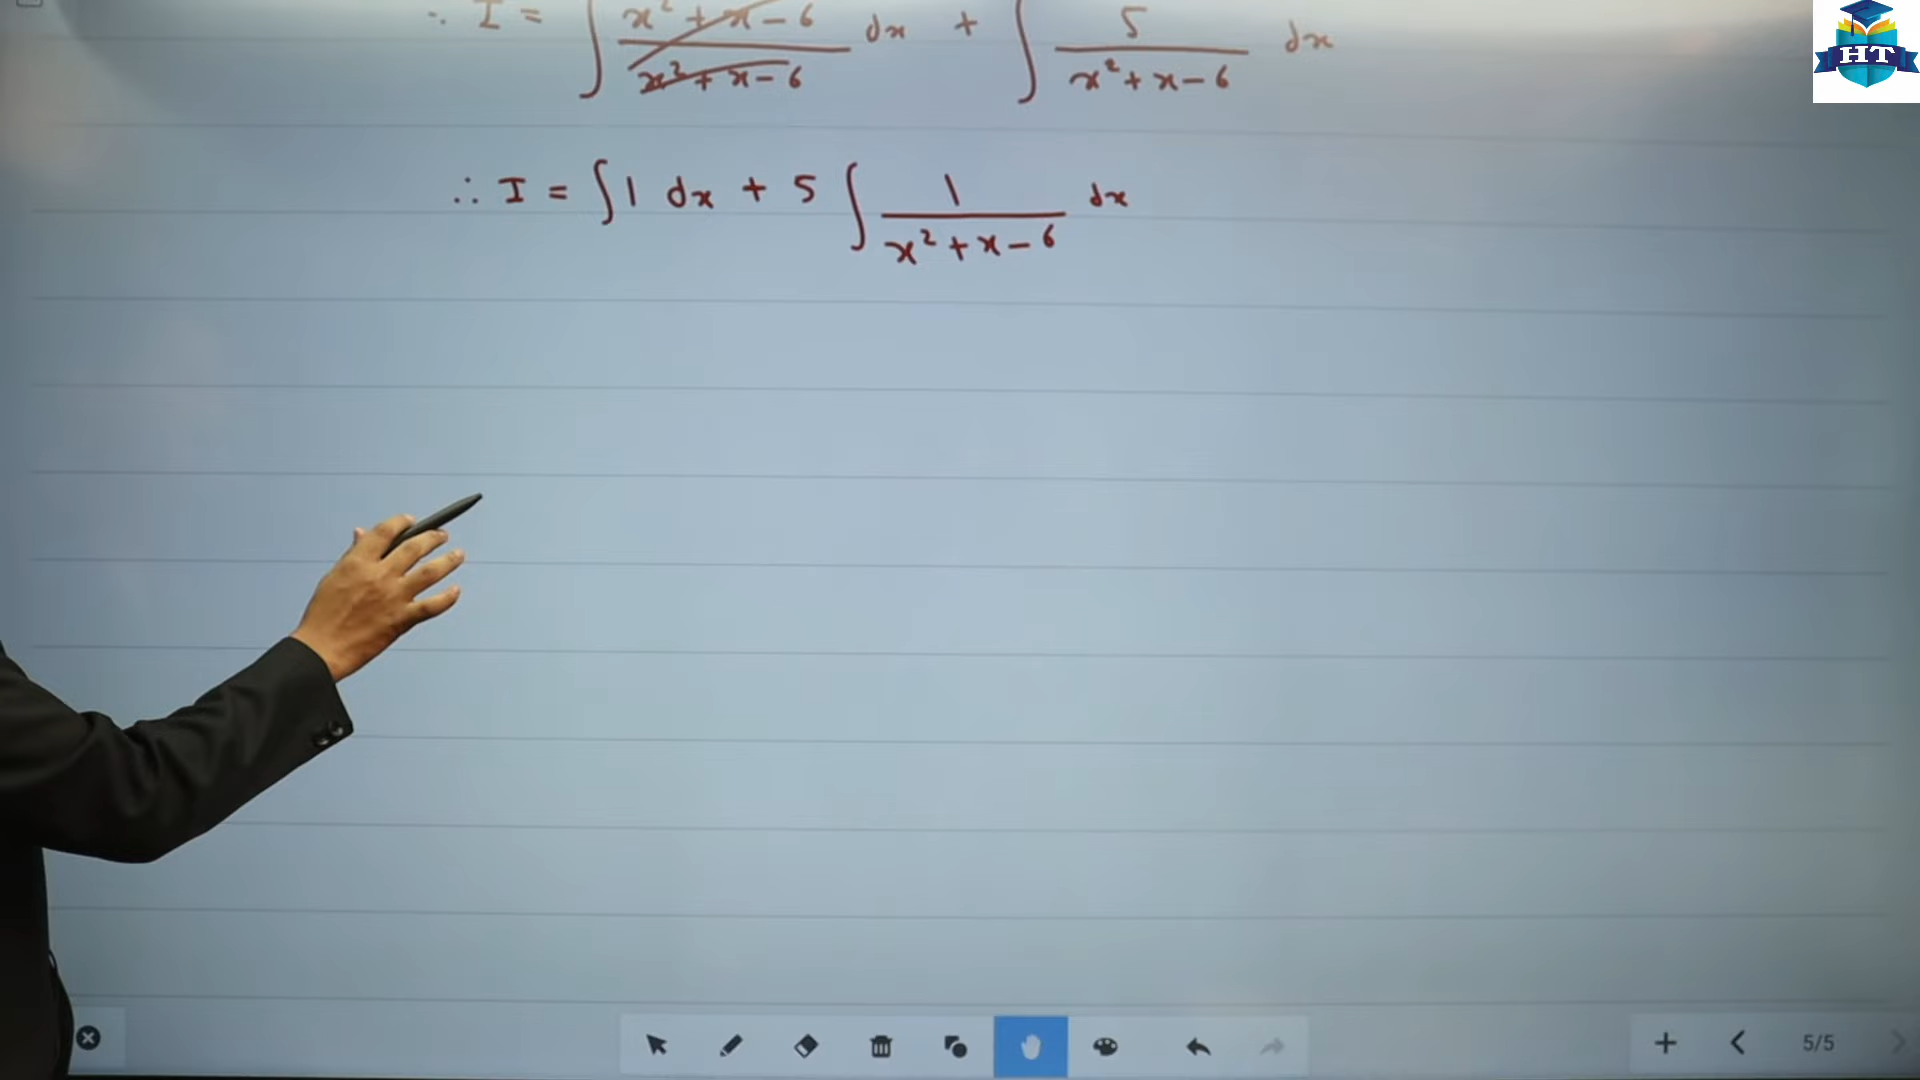 ∴ I = ∫ x² + x - 6 / x² + x - 6 dx + ∫ 5 / x² + x - 6 dx
HT
∴ I = ∫ 1 dx + 5 ∫ 1 / x² + x - 6 dx
5/5